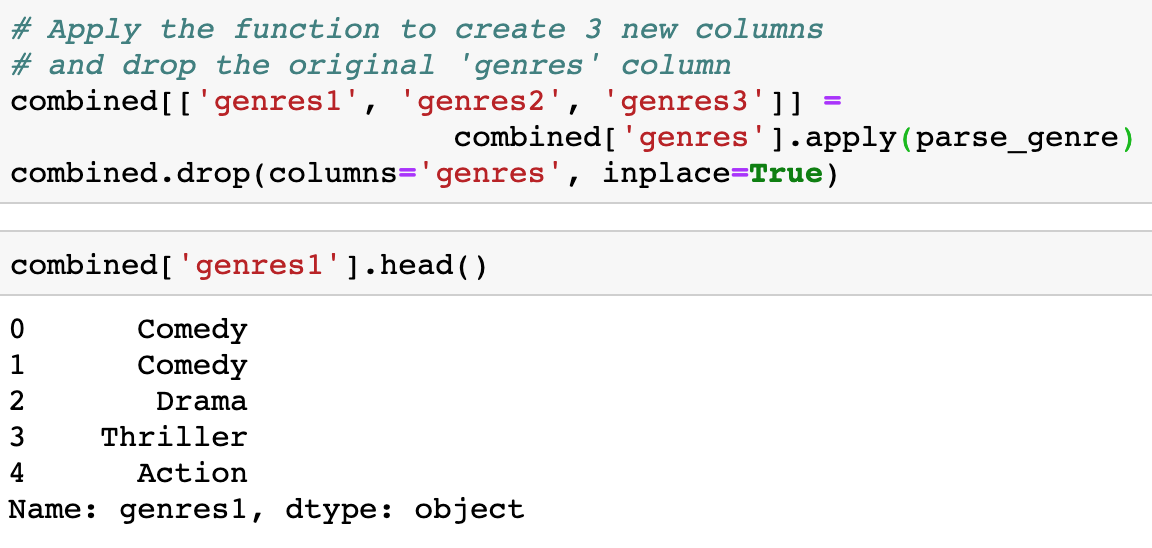 # Apply the function to create 3 new columns
# and drop the original 'genres' column
combined[['genres1', 'genres2', 'genres3']] =
                        combined['genres'].apply(parse_genre)
combined.drop(columns='genres', inplace=True)
combined['genres1'].head()
0      Comedy
1      Comedy
2       Drama
3    Thriller
4      Action
Name: genres1, dtype: object